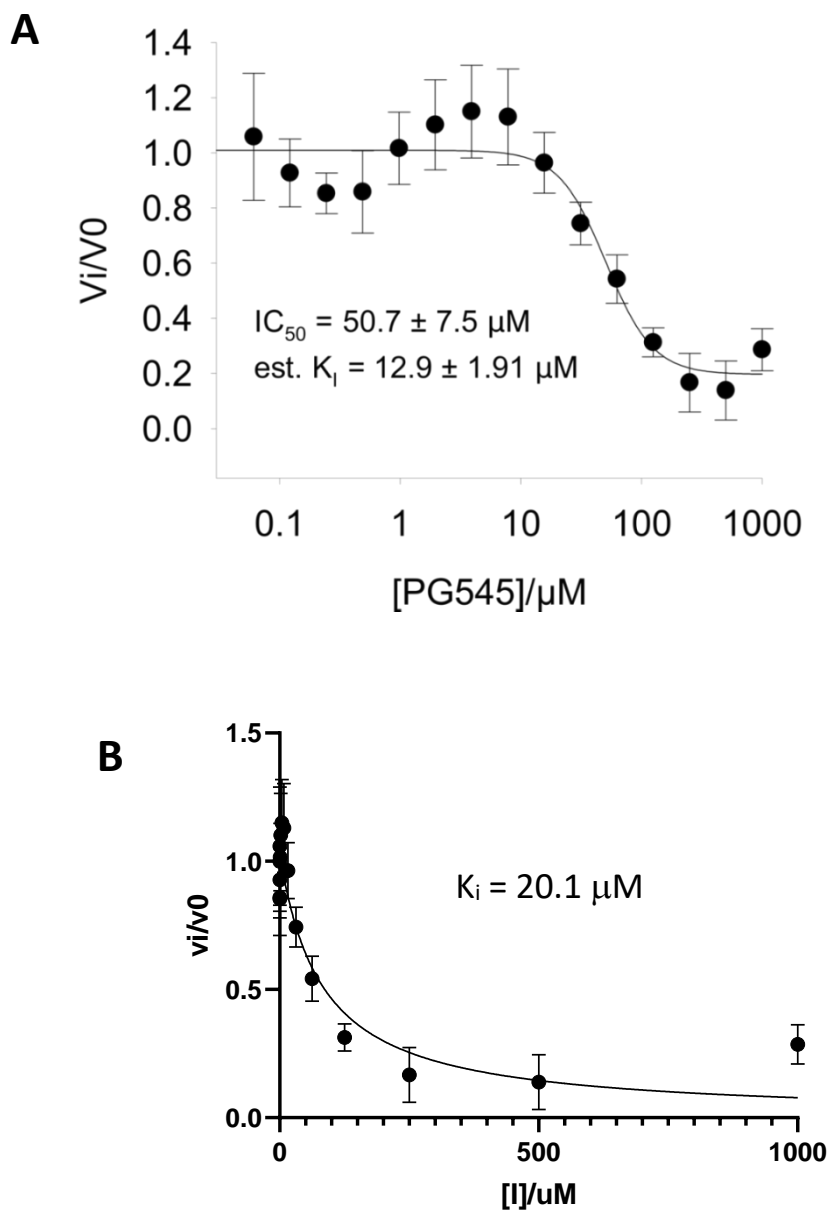 A
1.4
1.2
1.0
0.8
0.6
0.4
0.2
0.0
Vi/V0
IC50 = 50.7 ± 7.5 µM
est. KI = 12.9 ± 1.91 µM
0.1 1 10 100 1000
[PG545]/µM
B
1.5
1.0
0.5
0.0
vi/v0
Ki = 20.1 µM
0 500 1000
[I]/uM